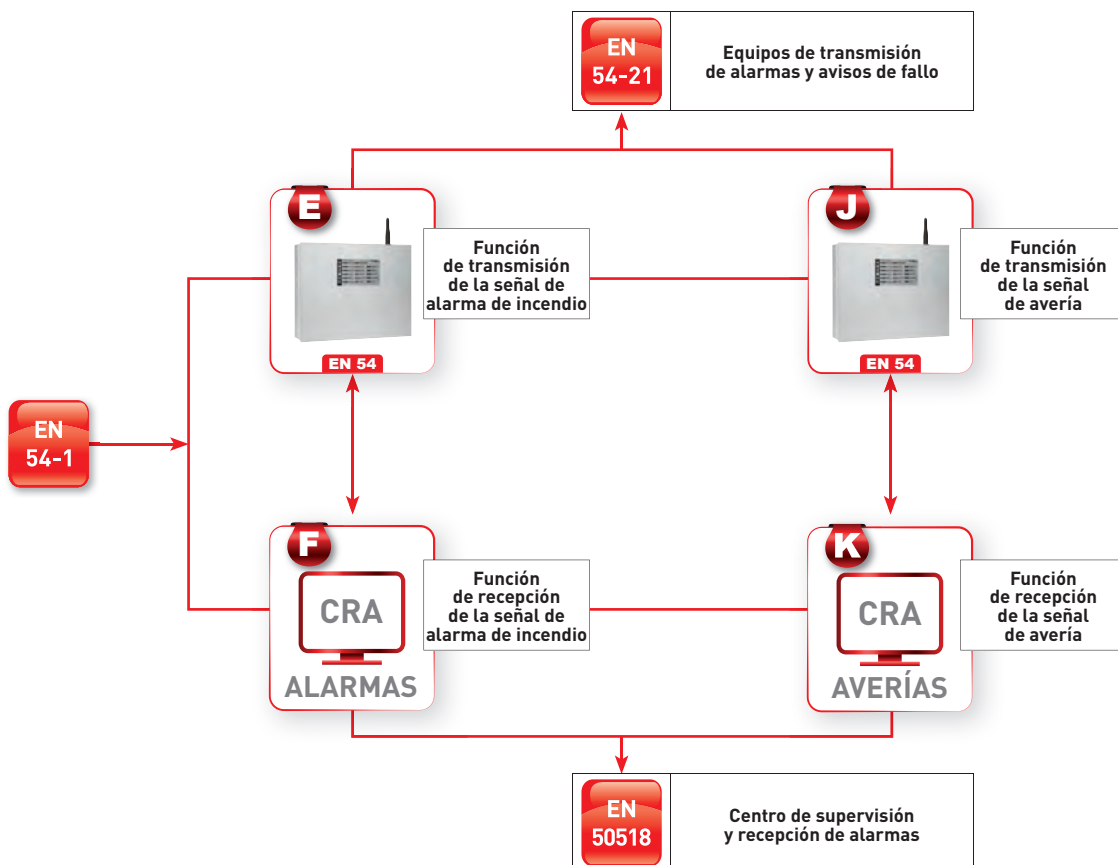 EN
54-21
Equipos de transmisión
de alarmas y avisos de fallo
E
Función
de transmisión
de la señal de
alarma de incendio
EN 54
J
Función
de transmisión
de la señal
de avería
EN 54
EN
54-1
F
CRA
ALARMAS
Función
de recepción
de la señal de
alarma de incendio
K
CRA
AVERÍAS
Función
de recepción
de la señal
de avería
EN
50518
Centro de supervisión
y recepción de alarmas